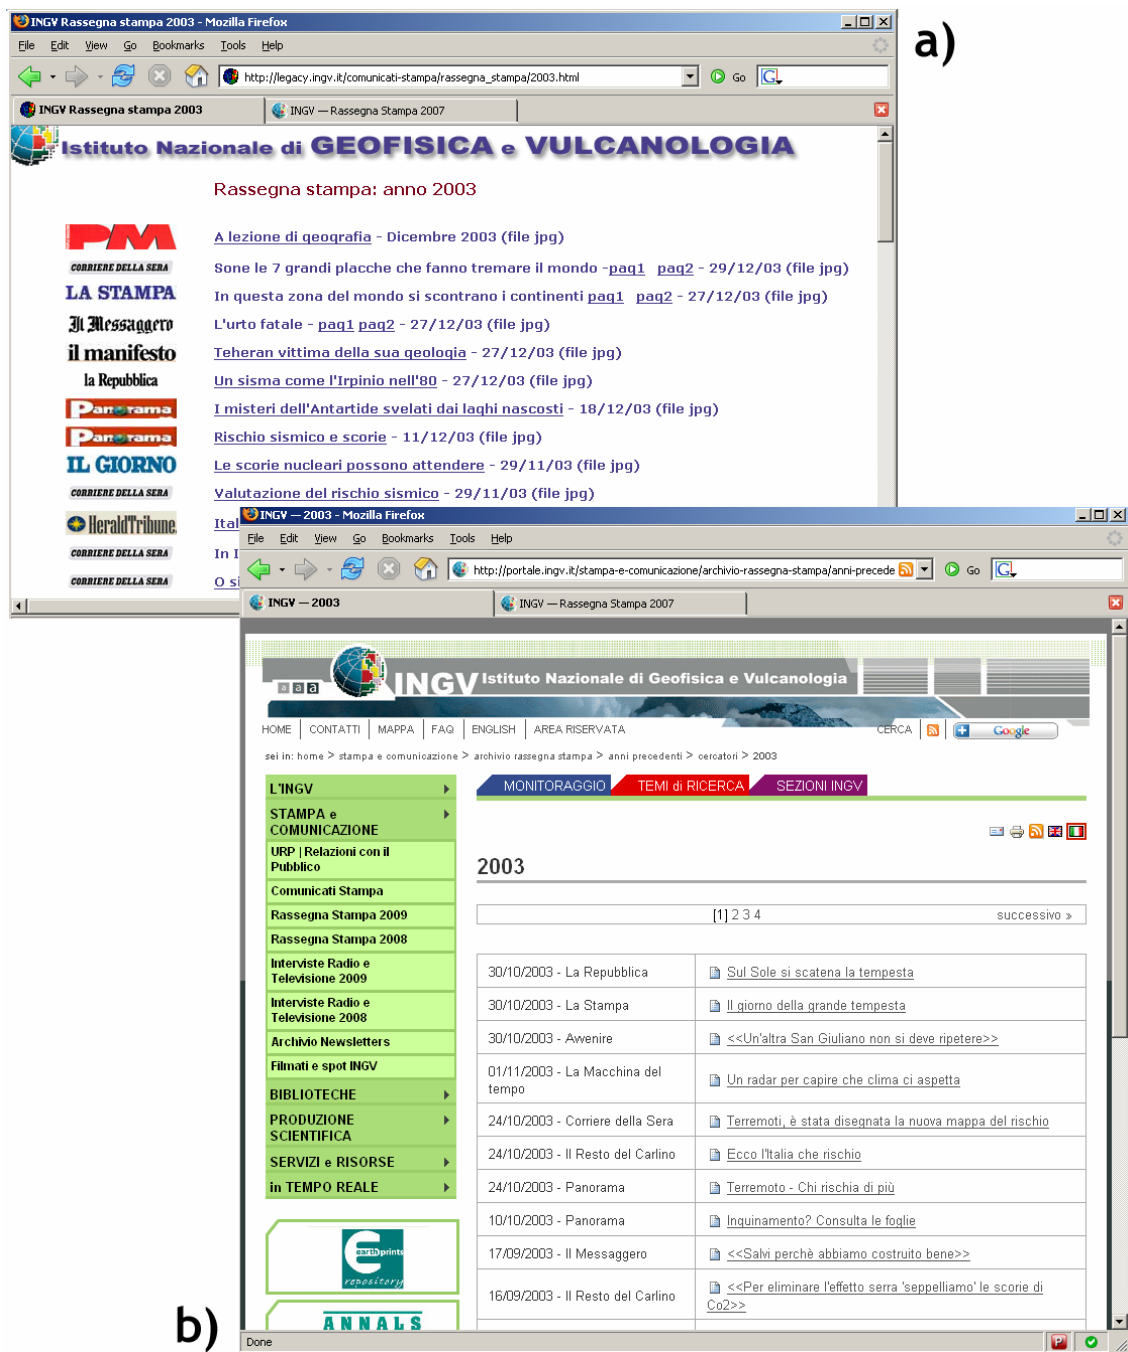 INGV Rassegna stampa 2003 - Mozilla Firefox
a)
File Edit View Go Bookmarks Tools Help
http://legacy.ingv.it/comunicati-stampa/rassegna_stampa/2003.html Go
INGV Rassegna stampa 2003 INGV — Rassegna Stampa 2007
Istituto Nazionale di GEOFISICA e VULCANOLOGIA
Rassegna stampa: anno 2003
PM A lezione di geografia - Dicembre 2003 (file jpg)
CORRIERE DELLA SERA Sone le 7 grandi placche che fanno tremare il mondo -pag1 pag2 - 29/12/03 (file jpg)
LA STAMPA In questa zona del mondo si scontrano i continenti pag1 pag2 - 27/12/03 (file jpg)
Il Messaggero L'urto fatale - pag1 pag2 - 27/12/03 (file jpg)
il manifesto Teheran vittima della sua geologia - 27/12/03 (file jpg)
la Repubblica Un sisma come l'Irpinio nell'80 - 27/12/03 (file jpg)
Panorama I misteri dell'Antartide svelati dai laghi nascosti - 18/12/03 (file jpg)
Panorama Rischio sismico e scorie - 11/12/03 (file jpg)
IL GIORNO Le scorie nucleari possono attendere - 29/11/03 (file jpg)
CORRIERE DELLA SERA Valutazione del rischio sismico - 29/11/03 (file jpg)
Herald Tribune Ital
CORRIERE DELLA SERA In I
CORRIERE DELLA SERA O si
INGV — 2003 - Mozilla Firefox
File Edit View Go Bookmarks Tools Help
http://portale.ingv.it/stampa-e-comunicazione/archivio-rassegna-stampa/anni-precede Go
INGV — 2003 INGV — Rassegna Stampa 2007
a a a INGV Istituto Nazionale di Geofisica e Vulcanologia
HOME CONTATTI MAPPA FAQ ENGLISH AREA RISERVATA CERCA Google
sei in: home > stampa e comunicazione > archivio rassegna stampa > anni precedenti > cercatori > 2003
L'INGV
STAMPA e
COMUNICAZIONE
URP | Relazioni con il
Pubblico
Comunicati Stampa
Rassegna Stampa 2009
Rassegna Stampa 2008
Interviste Radio e
Televisione 2009
Interviste Radio e
Televisione 2008
Archivio Newsletters
Filmati e spot INGV
BIBLIOTECHE
PRODUZIONE
SCIENTIFICA
SERVIZI e RISORSE
in TEMPO REALE
earthprints
repository
ANNALS
MONITORAGGIO TEMI di RICERCA SEZIONI INGV
2003
[1] 2 3 4 successivo »
30/10/2003 - La Repubblica Sul Sole si scatena la tempesta
30/10/2003 - La Stampa Il giorno della grande tempesta
30/10/2003 - Avvenire <<Un'altra San Giuliano non si deve ripetere>>
01/11/2003 - La Macchina del
tempo Un radar per capire che clima ci aspetta
24/10/2003 - Corriere della Sera Terremoti, è stata disegnata la nuova mappa del rischio
24/10/2003 - Il Resto del Carlino Ecco l'Italia che rischio
24/10/2003 - Panorama Terremoto - Chi rischia di più
10/10/2003 - Panorama Inquinamento? Consulta le foglie
17/09/2003 - Il Messaggero <<Salvi perchè abbiamo costruito bene>>
16/09/2003 - Il Resto del Carlino <<Per eliminare l'effetto serra 'seppelliamo' le scorie di
Co2>>
b)
Done